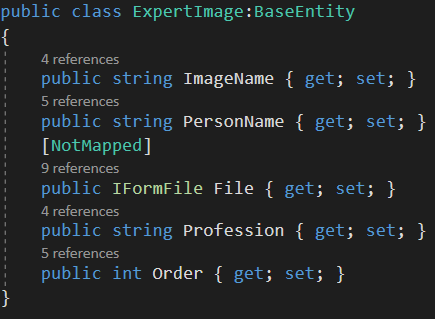 public class ExpertImage:BaseEntity
{
4 references
public string ImageName { get; set; }
5 references
public string PersonName { get; set; }
[NotMapped]
9 references
public IFormFile File { get; set; }
4 references
public string Profession { get; set; }
5 references
public int Order { get; set; }
}